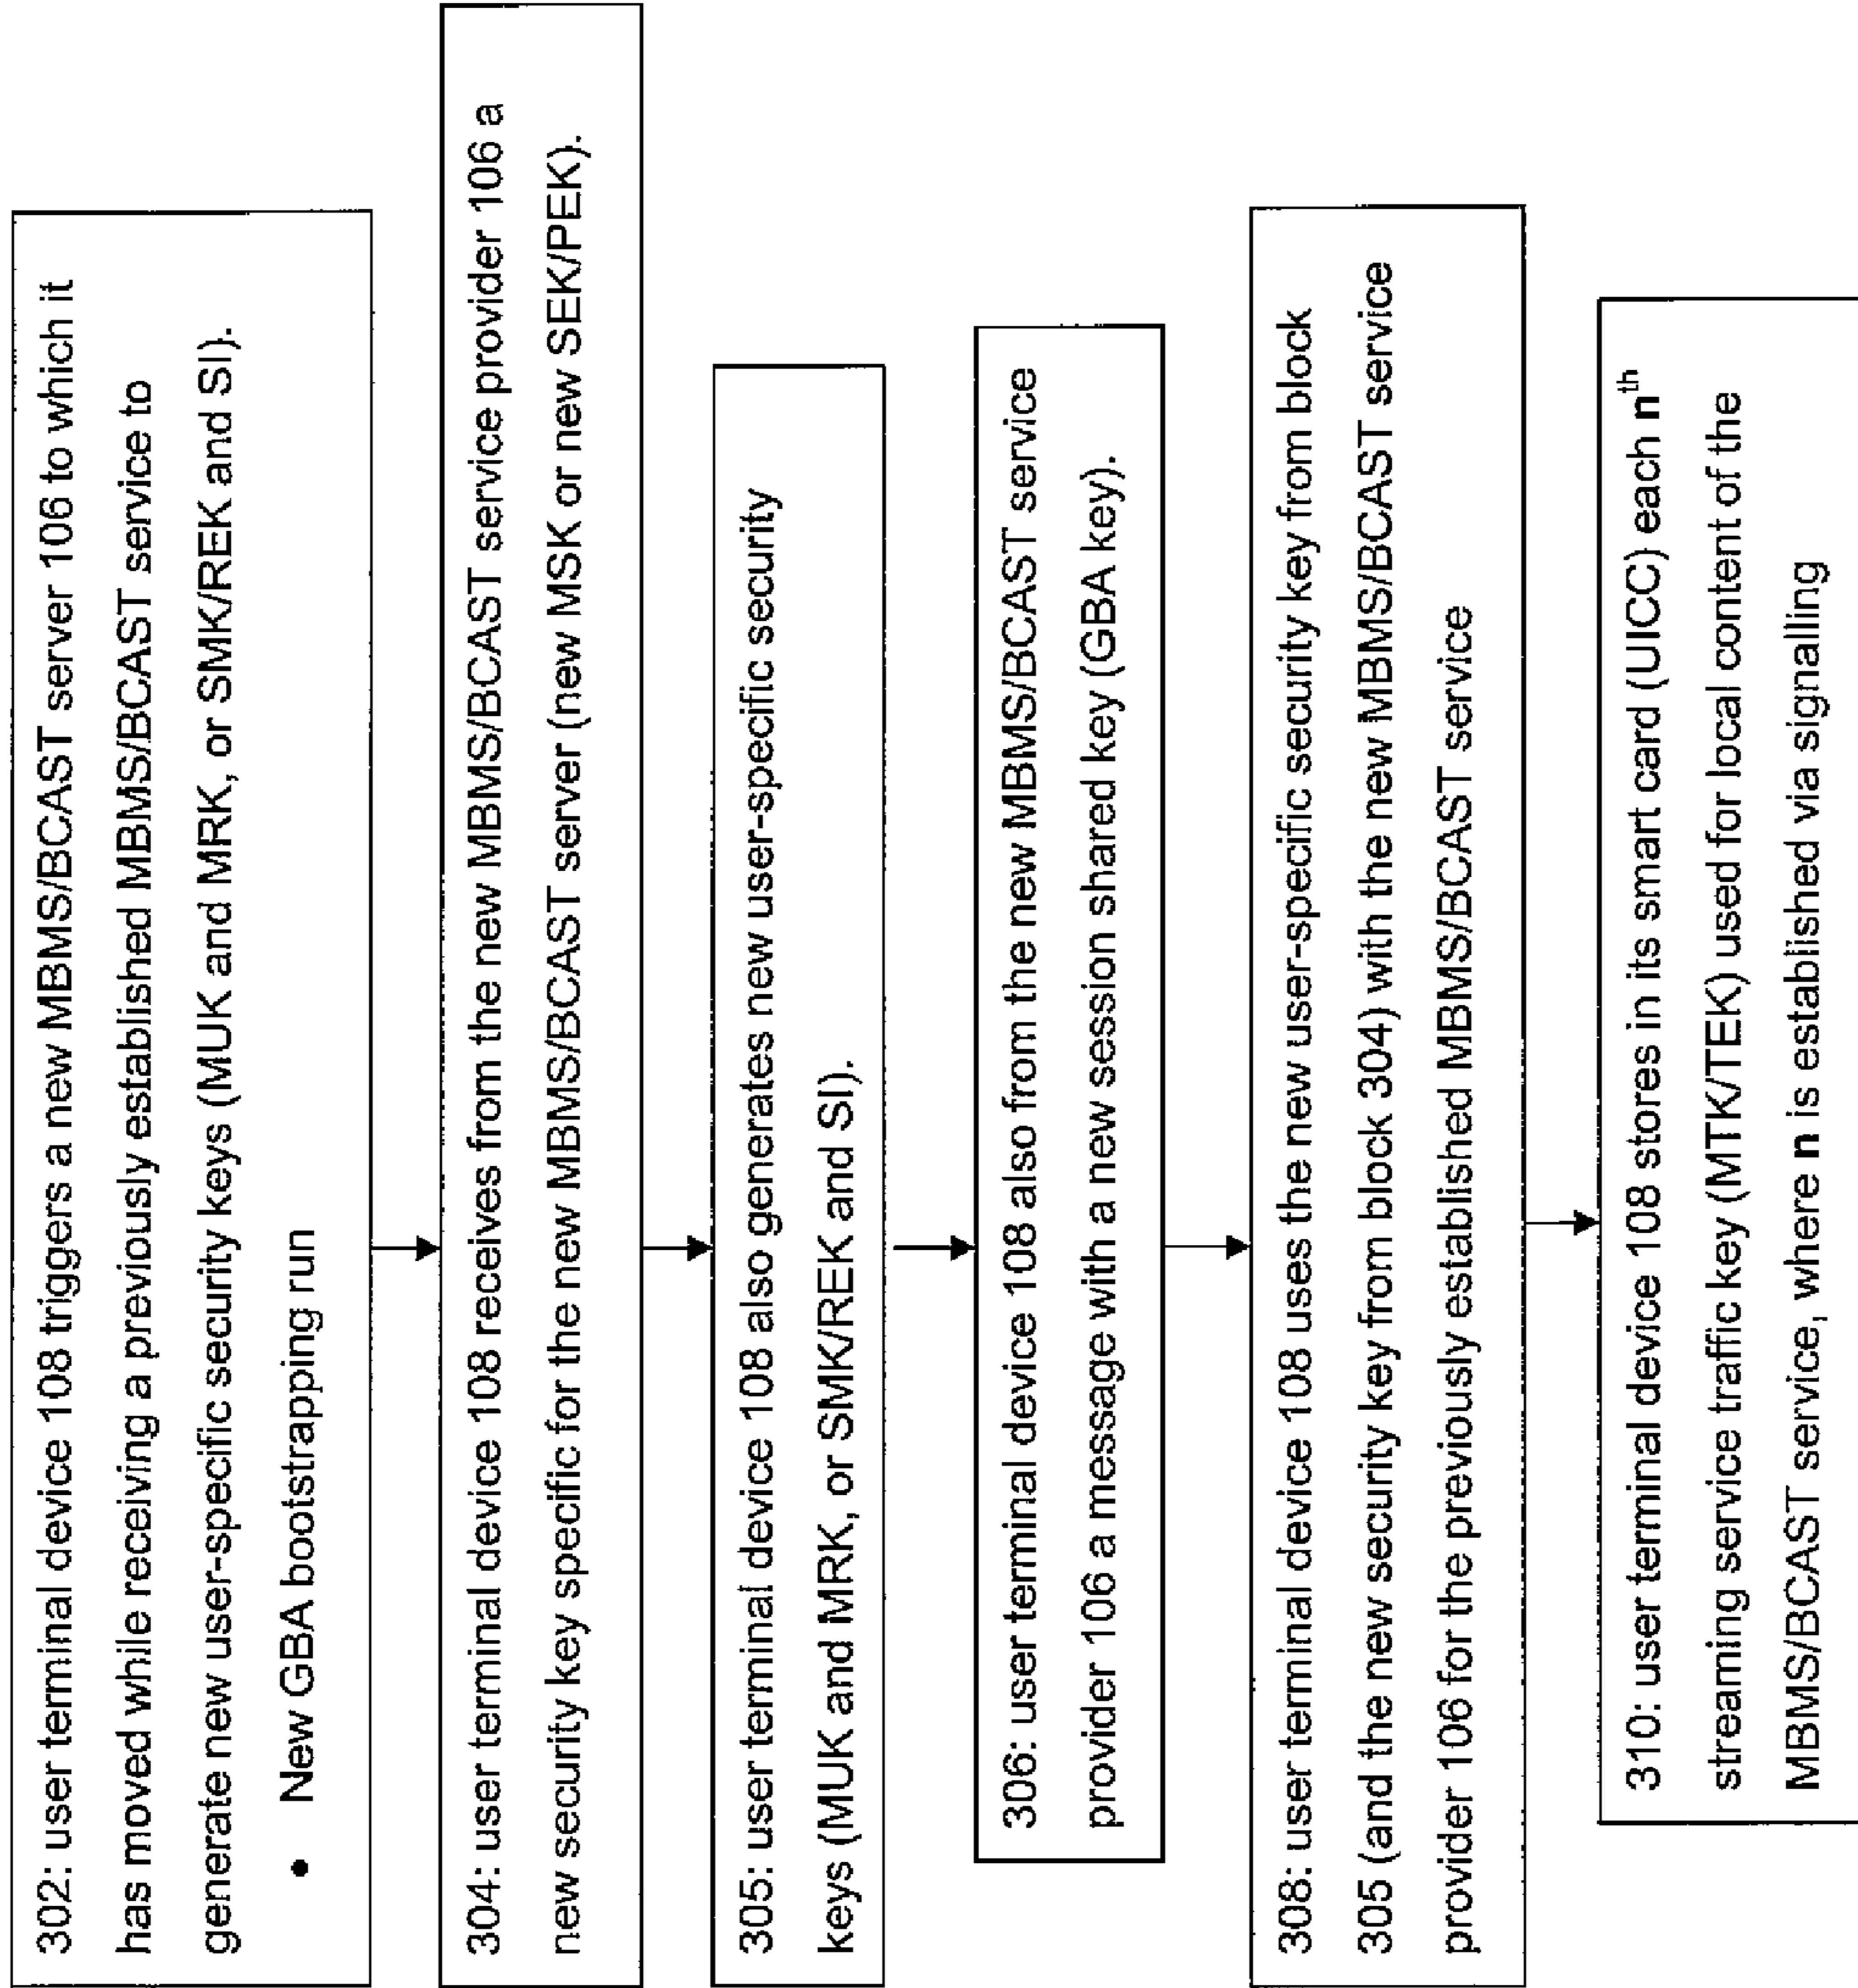 302: user terminal device 108 triggers a new MBMS/BCAST server 106 to which it
has moved while receiving a previously established MBMS/BCAST service to
generate new user-specific security keys (MUK and MRK, or SMK/REK and SI).
• New GBA bootstrapping run
304: user terminal device 108 receives from the new MBMS/BCAST service provider 106 a
new security key specific for the new MBMS/BCAST server (new MSK or new SEK/PEK).
305: user terminal device 108 also generates new user-specific security
keys (MUK and MRK, or SMK/REK and SI).
306: user terminal device 108 also from the new MBMS/BCAST service
provider 106 a message with a new session shared key (GBA key).
308: user terminal device 108 uses the new user-specific security key from block
305 (and the new security key from block 304) with the new MBMS/BCAST service
provider 106 for the previously established MBMS/BCAST service
310: user terminal device 108 stores in its smart card (UICC) each nth
streaming service traffic key (MTK/TEK) used for local content of the
MBMS/BCAST service, where n is established via signalling